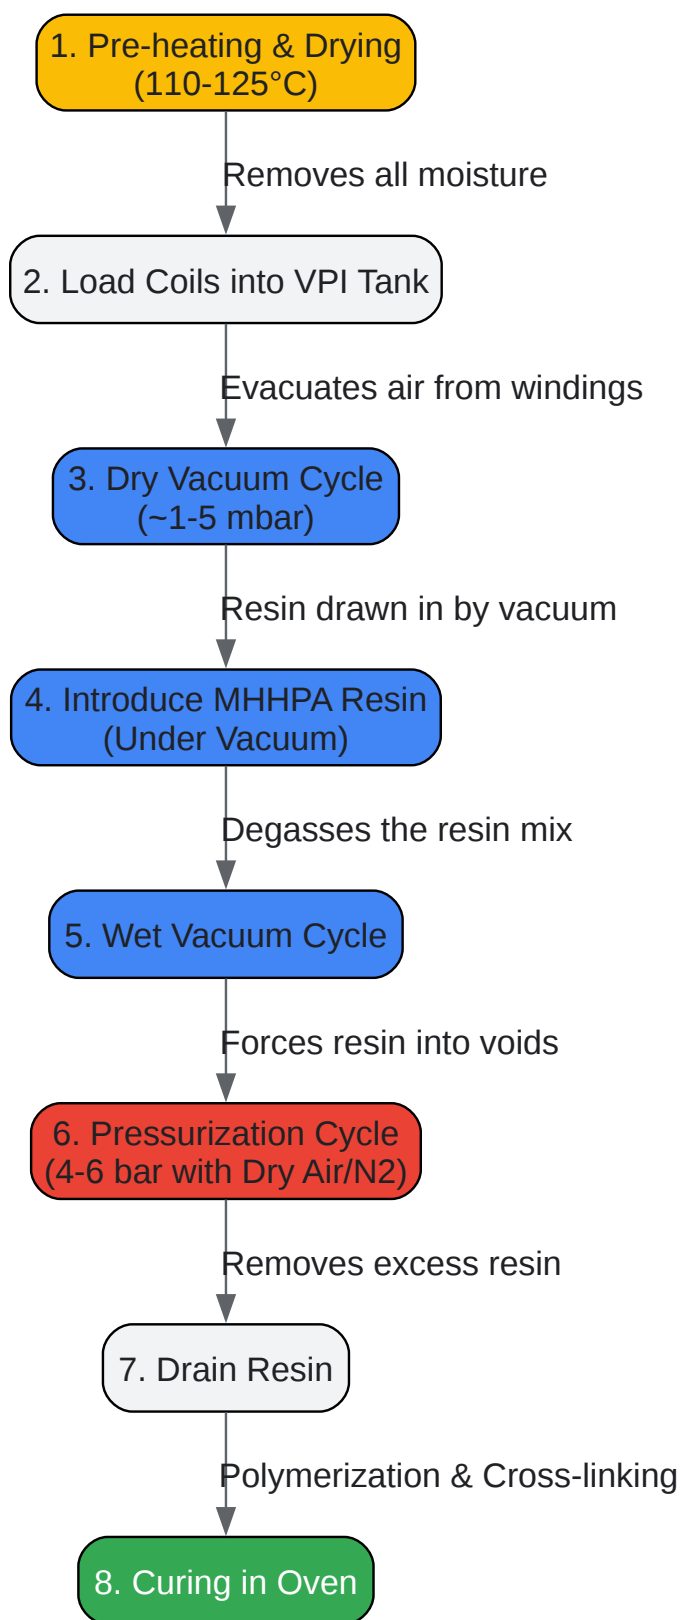 1. Pre-heating & Drying
(110-125°C)
Removes all moisture
2. Load Coils into VPI Tank
Evacuates air from windings
3. Dry Vacuum Cycle
(~1-5 mbar)
Resin drawn in by vacuum
4. Introduce MHHPA Resin
(Under Vacuum)
Degasses the resin mix
5. Wet Vacuum Cycle
Forces resin into voids
6. Pressurization Cycle
(4-6 bar with Dry Air/N2)
Removes excess resin
7. Drain Resin
Polymerization & Cross-linking
8. Curing in Oven